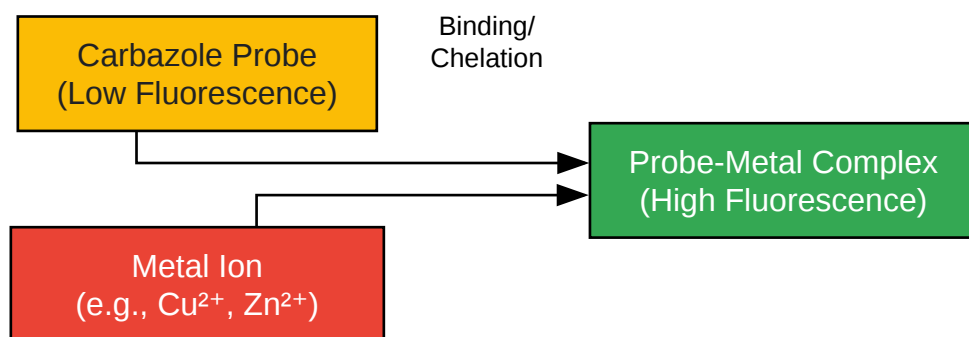 Carbazole Probe
(Low Fluorescence)
Binding/
Chelation
Probe-Metal Complex
(High Fluorescence)
Metal Ion
(e.g., Cu²⁺, Zn²⁺)